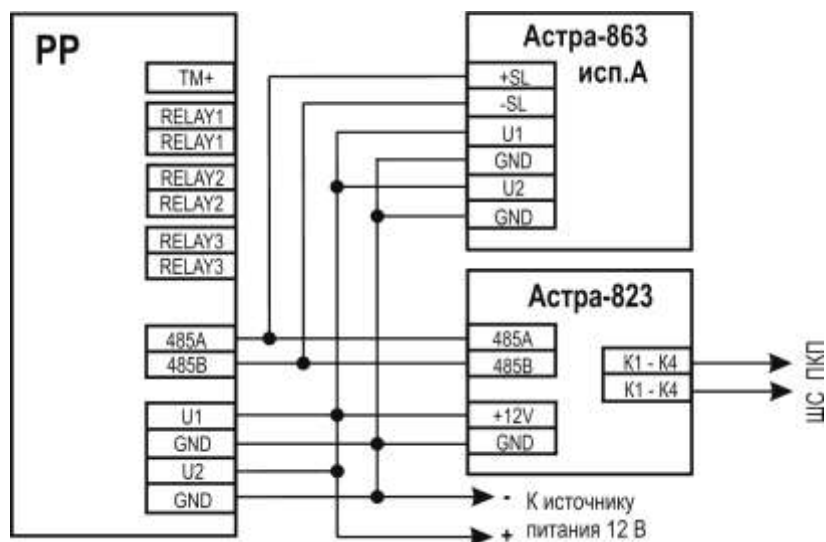 РР
TM+
RELAY1
RELAY1
RELAY2
RELAY2
RELAY3
RELAY3
485A
485B
U1
GND
U2
GND
Астра-863
исп.А
+SL
-SL
U1
GND
U2
GND
Астра-823
485A
485B
+12V
GND
K1 - K4
K1 - K4
ШС ПКП
- К источнику
+ питания 12 В